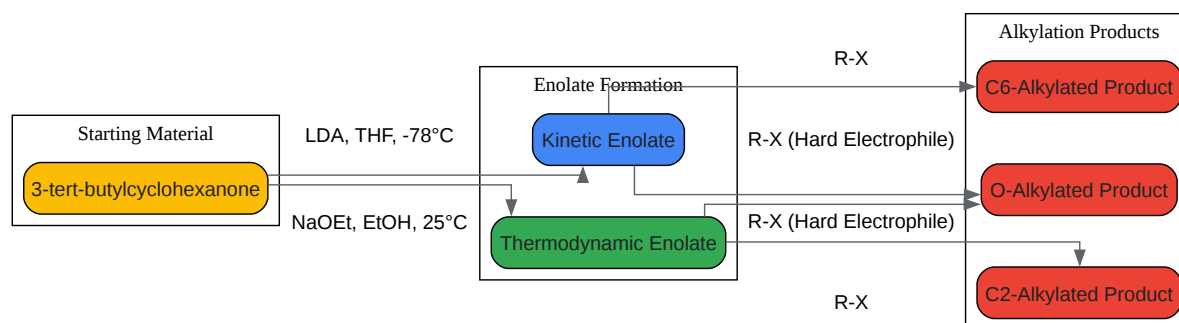 Starting Material
3-tert-butylcyclohexanone
LDA, THF, -78°C
NaOEt, EtOH, 25°C
Enolate Formation
Kinetic Enolate
Thermodynamic Enolate
R-X
R-X (Hard Electrophile)
R-X (Hard Electrophile)
R-X
Alkylation Products
C6-Alkylated Product
O-Alkylated Product
C2-Alkylated Product